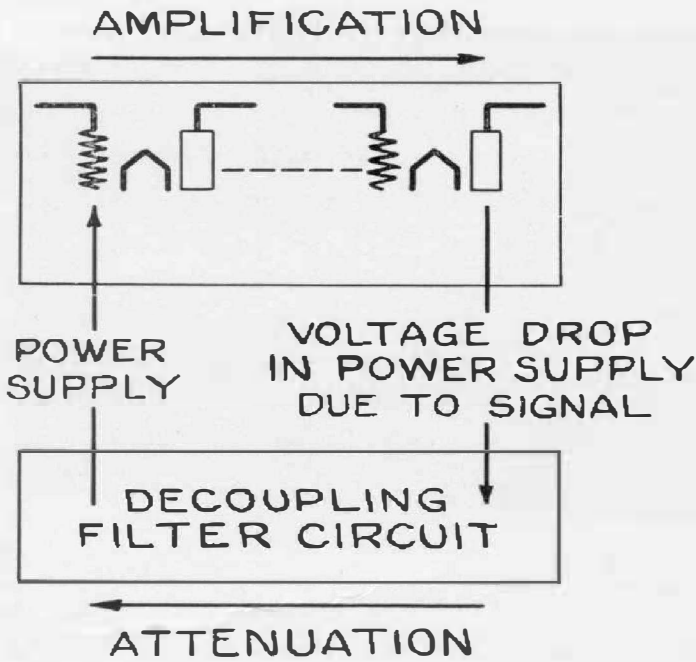 AMPLIFICATION
POWER
SUPPLY
VOLTAGE DROP
IN POWER SUPPLY
DUE TO SIGNAL
DECOUPLING
FILTER CIRCUIT
ATTENUATION